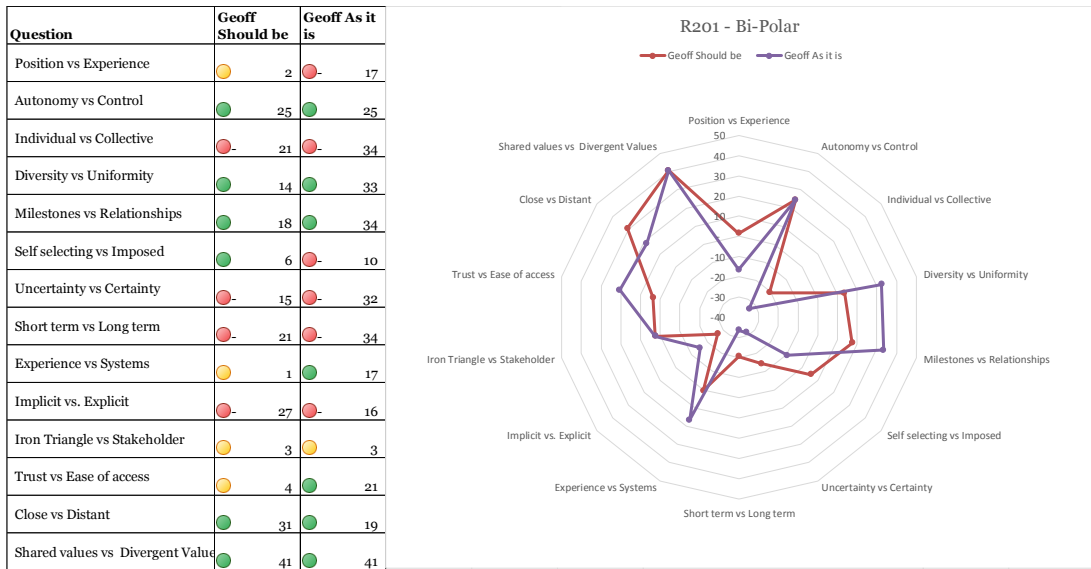 Question Geoff Should be Geoff As it is
Position vs Experience 2 - 17
Autonomy vs Control 25 25
Individual vs Collective - 21 - 34
Diversity vs Uniformity 14 33
Milestones vs Relationships 18 34
Self selecting vs Imposed 6 - 10
Uncertainty vs Certainty - 15 - 32
Short term vs Long term - 21 - 34
Experience vs Systems 1 17
Implicit vs. Explicit - 27 - 16
Iron Triangle vs Stakeholder 3 3
Trust vs Ease of access 4 21
Close vs Distant 31 19
Shared values vs Divergent Value 41 41
R201 - Bi-Polar
Geoff Should be Geoff As it is
Position vs Experience
Autonomy vs Control
Individual vs Collective
Diversity vs Uniformity
Milestones vs Relationships
Self selecting vs Imposed
Uncertainty vs Certainty
Short term vs Long term
Experience vs Systems
Implicit vs. Explicit
Iron Triangle vs Stakeholder
Trust vs Ease of access
Close vs Distant
Shared values vs Divergent Values
50
40
30
20
10
-10
-20
-30
-40